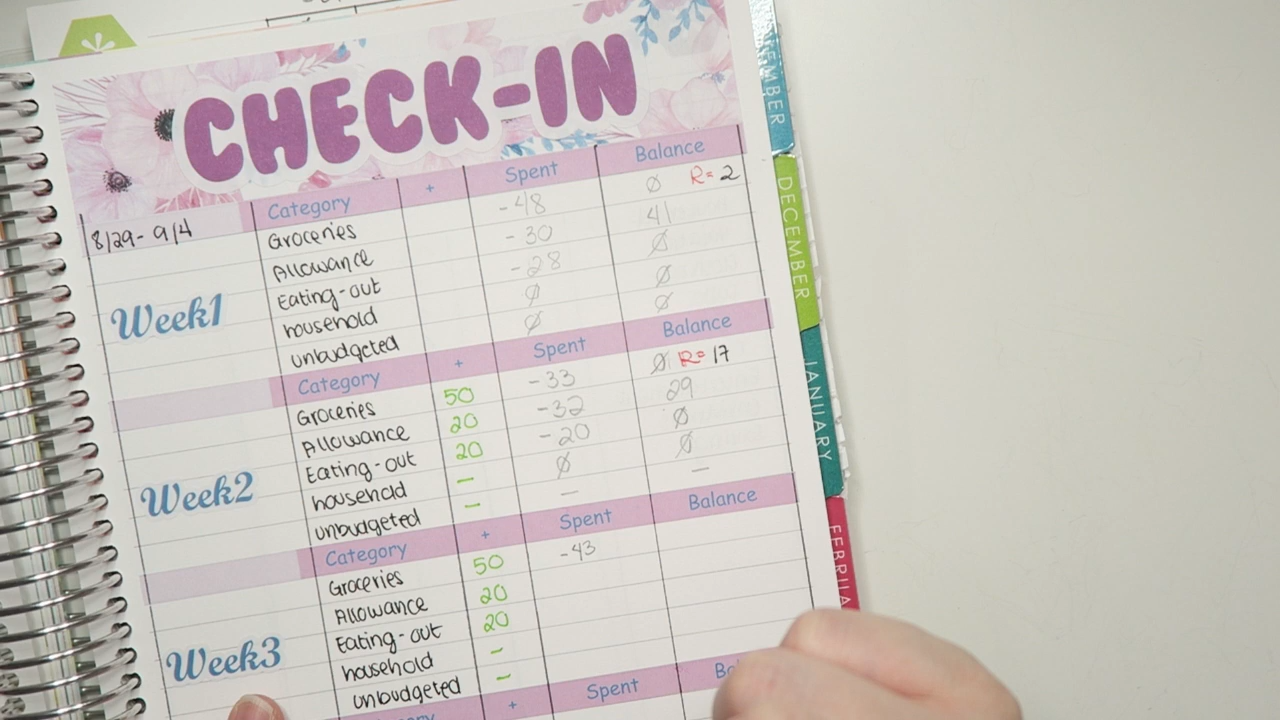 CHECK-IN
EMBER
DECEMBER
JANUARY
FEBRUA
Category + Spent Balance
8/29- 9/4 Groceries -48 Ø R= 2
Allowance -30 41
Eating-out -28 Ø
household Ø Ø
unbudgeted Ø Ø
Week1
Category + Spent Balance
Groceries 50 -33 Ø R= 17
Allowance 20 -32 29
Eating-out 20 -20 Ø
household - Ø Ø
unbudgeted - - -
Week2
Category + Spent Balance
Groceries 50 -43
Allowance 20
Eating-out 20
household -
unbudgeted -
Week3
+ Spent